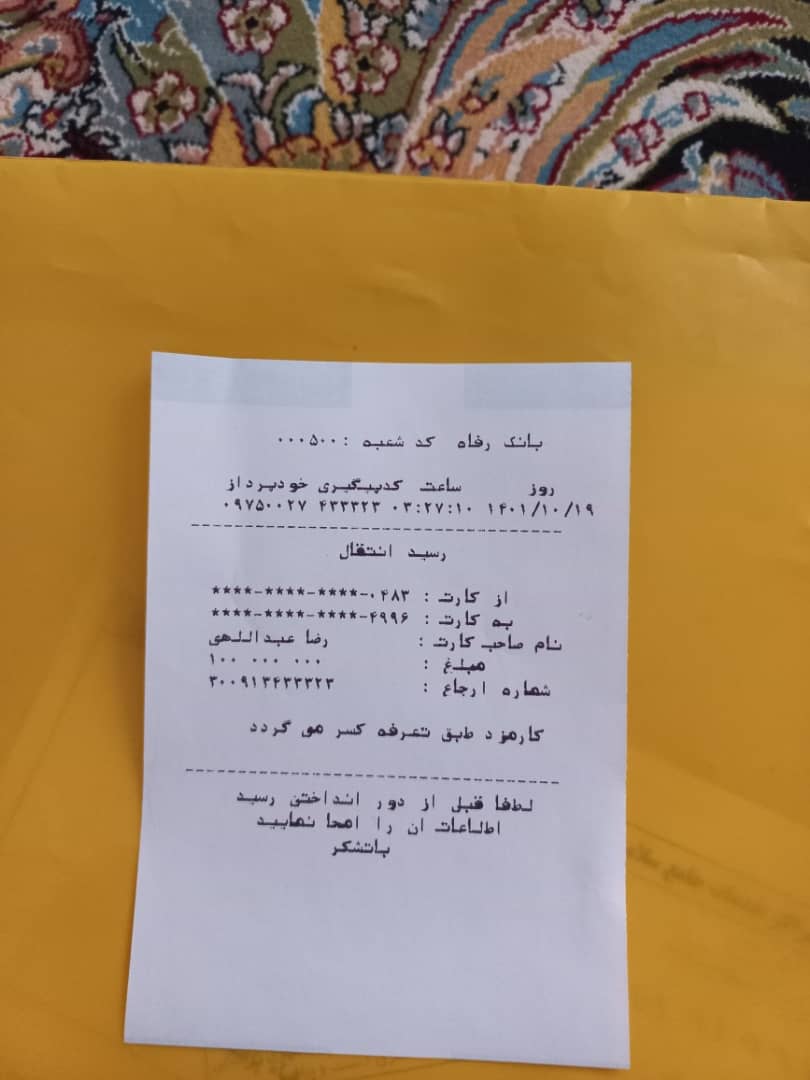 بانک رفاه کد شعبه : ۰۰۰۵۰۰
روز ساعت کدپیگیری خودپرداز
۱۴۰۱/۱۰/۱۹ ۰۳:۲۷:۱۰ ۴۳۳۳۲۳ ۰۹۷۵۰۰۲۷
رسید انتقال
از کارت : ****-****-****-۰۴۸۳
به کارت : ****-****-****-۴۹۹۶
نام صاحب کارت : رضا عبداللهی
مبلغ : ۱۰۰ ۰۰۰ ۰۰۰
شماره ارجاع : ۳۰۰۹۱۳۴۳۳۳۲۳
کارمزد طبق تعرفه کسر می گردد
لطفا قبل از دور انداختن رسید
اطلاعات ان را امحا نمایید
باتشکر